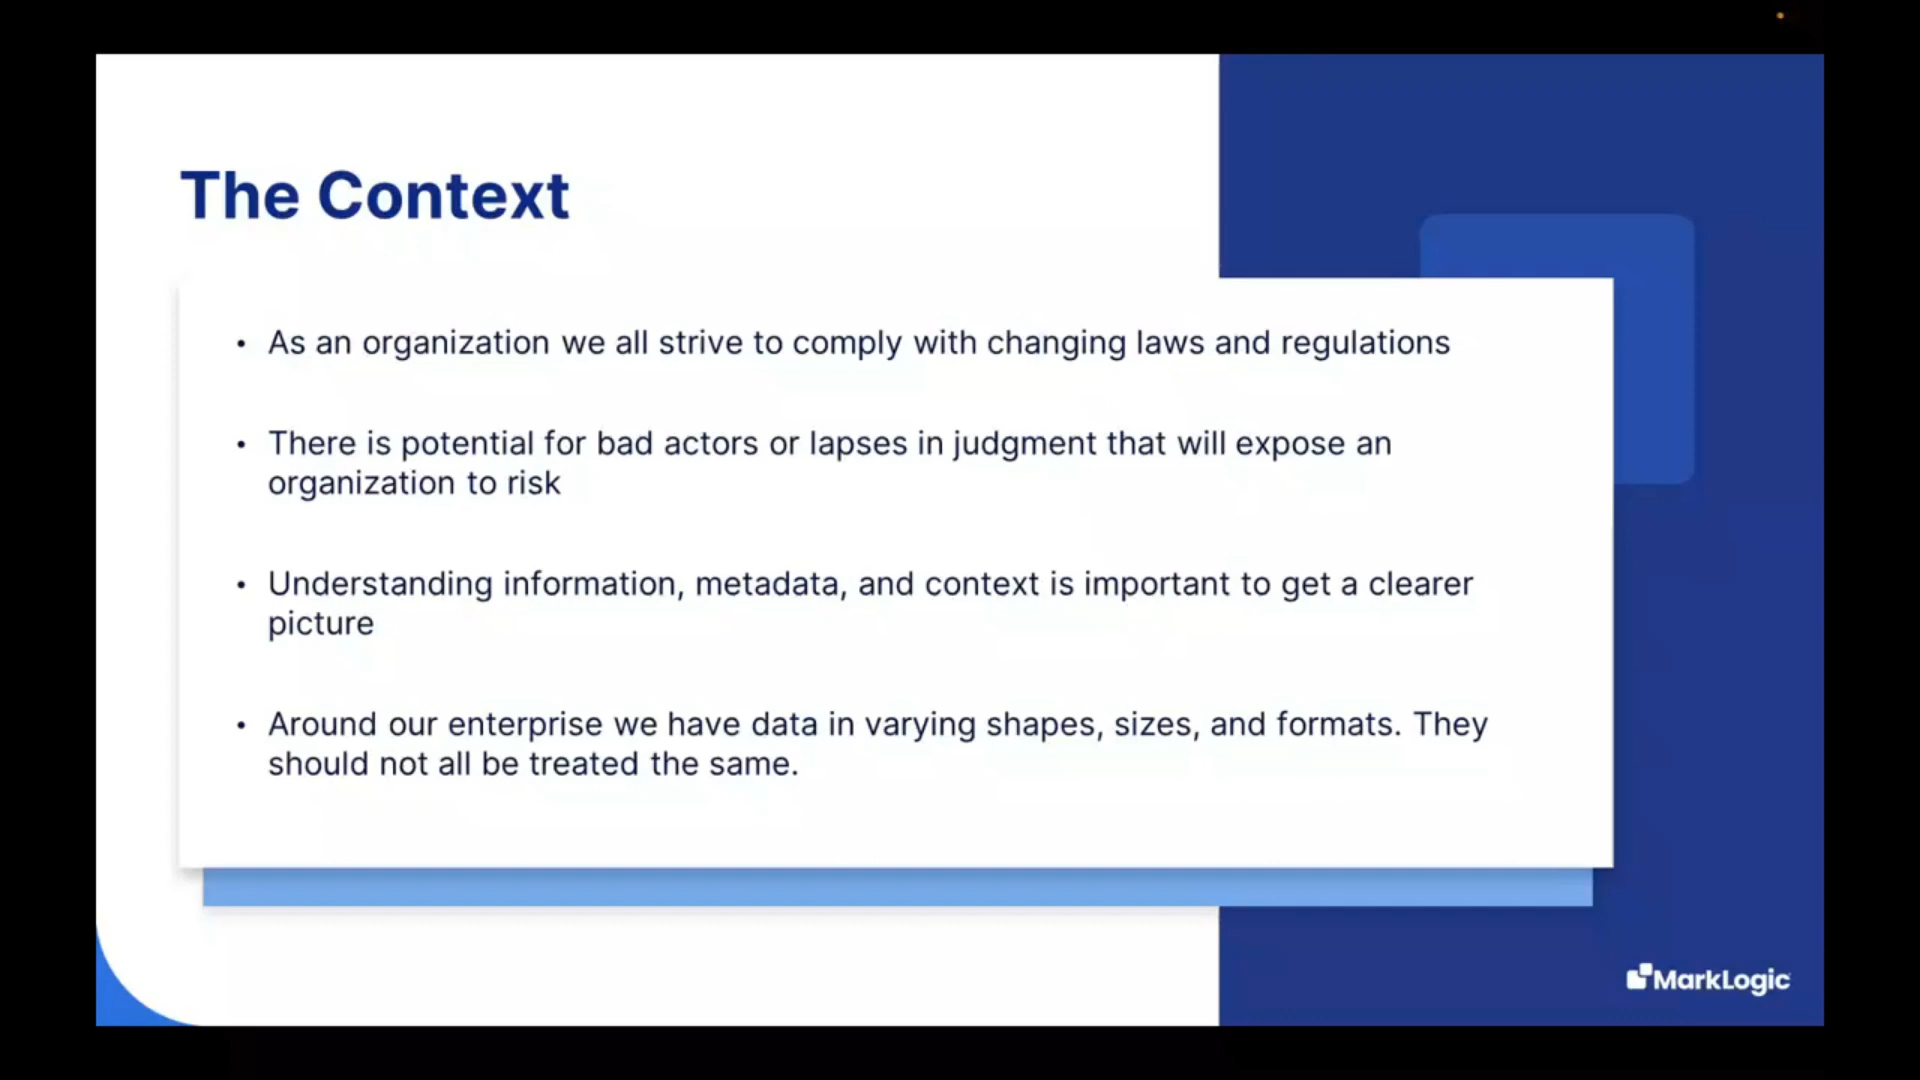 The Context
• As an organization we all strive to comply with changing laws and regulations
• There is potential for bad actors or lapses in judgment that will expose an
organization to risk
• Understanding information, metadata, and context is important to get a clearer
picture
• Around our enterprise we have data in varying shapes, sizes, and formats. They
should not all be treated the same.
MarkLogic